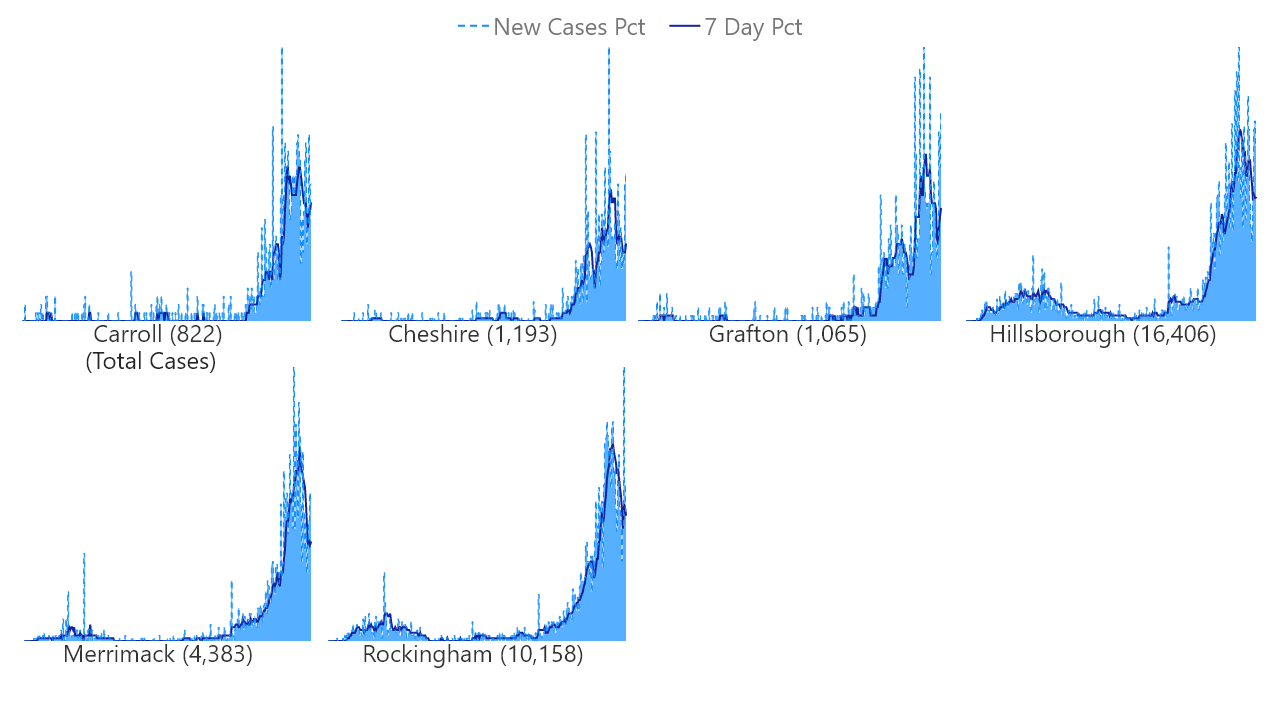 New Cases Pct 7 Day Pct
Carroll (822)
(Total Cases)
Cheshire (1,193)
Grafton (1,065)
Hillsborough (16,406)
Merrimack (4,383)
Rockingham (10,158)